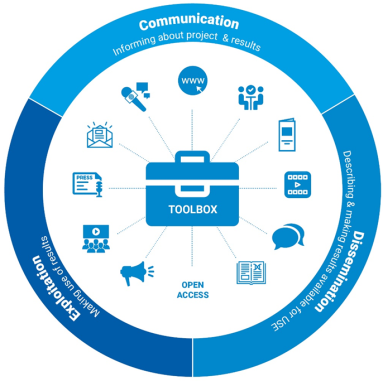 Communication
Informing about project & results
www
PRESS
TOOLBOX
OPEN
ACCESS
Dissemination
Describing & making results available for USE
Exploitation
Making use of results